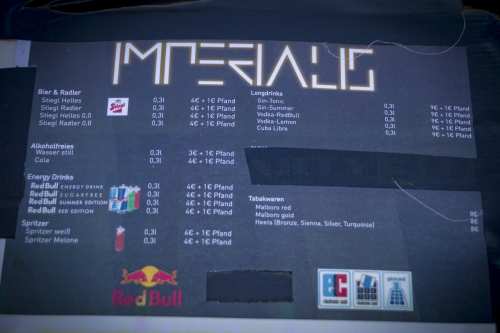 IMPERIALIS
Bier & Radler
Stiegl Helles 0,3l 4€ + 1€ Pfand
Stiegl Radler 0,3l 4€ + 1€ Pfand
Stiegl Helles 0,0 0,3l 4€ + 1€ Pfand
Stiegl Radler 0,0 0,3l 4€ + 1€ Pfand
Stiegl
Alkoholfreies
Wasser still 0,3l 3€ + 1€ Pfand
Cola 0,3l 4€ + 1€ Pfand
Energy Drinks
Red Bull ENERGY DRINK 0,3l 4€ + 1€ Pfand
Red Bull SUGARFREE 0,3l 4€ + 1€ Pfand
Red Bull SUMMER EDITION 0,3l 4€ + 1€ Pfand
Red Bull RED EDITION 0,3l 4€ + 1€ Pfand
Spritzer
Spritzer weiß 0,3l 4€ + 1€ Pfand
Spritzer Melone 0,3l 4€ + 1€ Pfand
Red Bull
Longdrinks
Gin-Tonic 0,3l 9€ + 1€ Pfand
Gin-Summer 0,3l 9€ + 1€ Pfand
Vodka-RedBull 0,3l 9€ + 1€ Pfand
Vodka-Lemon 0,3l 9€ + 1€ Pfand
Cuba Libre 0,3l 9€ + 1€ Pfand
Tabakwaren
Malboro red
Malboro gold
Heets (Bronze, Sienna, Silver, Turquoise)
EC